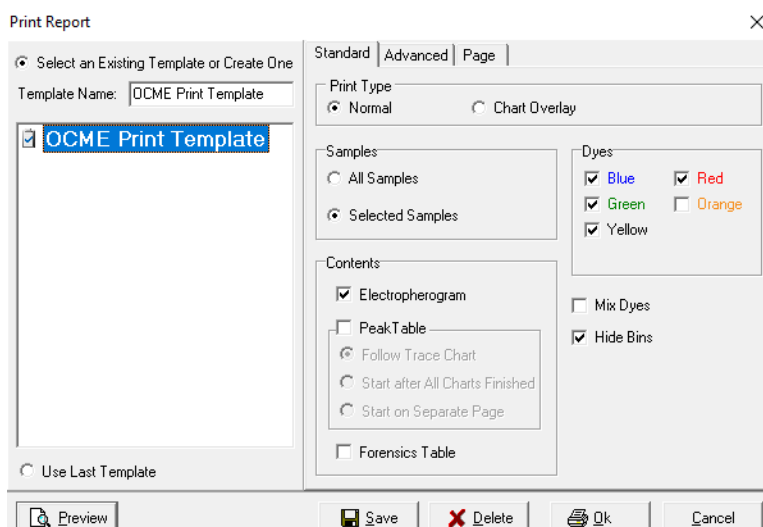 Print Report
Select an Existing Template or Create One
Template Name: OCME Print Template
OCME Print Template
Use Last Template
Standard Advanced Page
Print Type
Normal Chart Overlay
Samples
All Samples
Selected Samples
Dyes
Blue Red
Green Orange
Yellow
Contents
Electropherogram
PeakTable
Follow Trace Chart
Start after All Charts Finished
Start on Separate Page
Forensics Table
Mix Dyes
Hide Bins
Preview Save Delete Ok Cancel